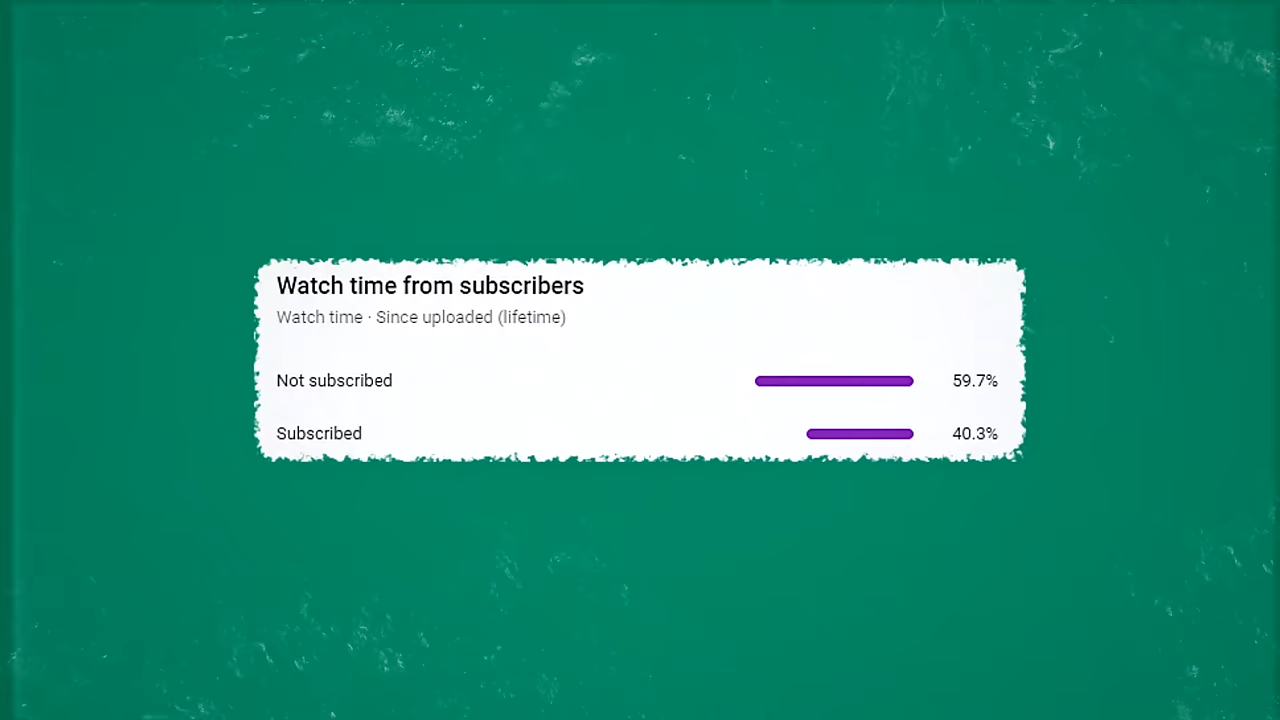 Watch time from subscribers
Watch time · Since uploaded (lifetime)
Not subscribed 59.7%
Subscribed 40.3%